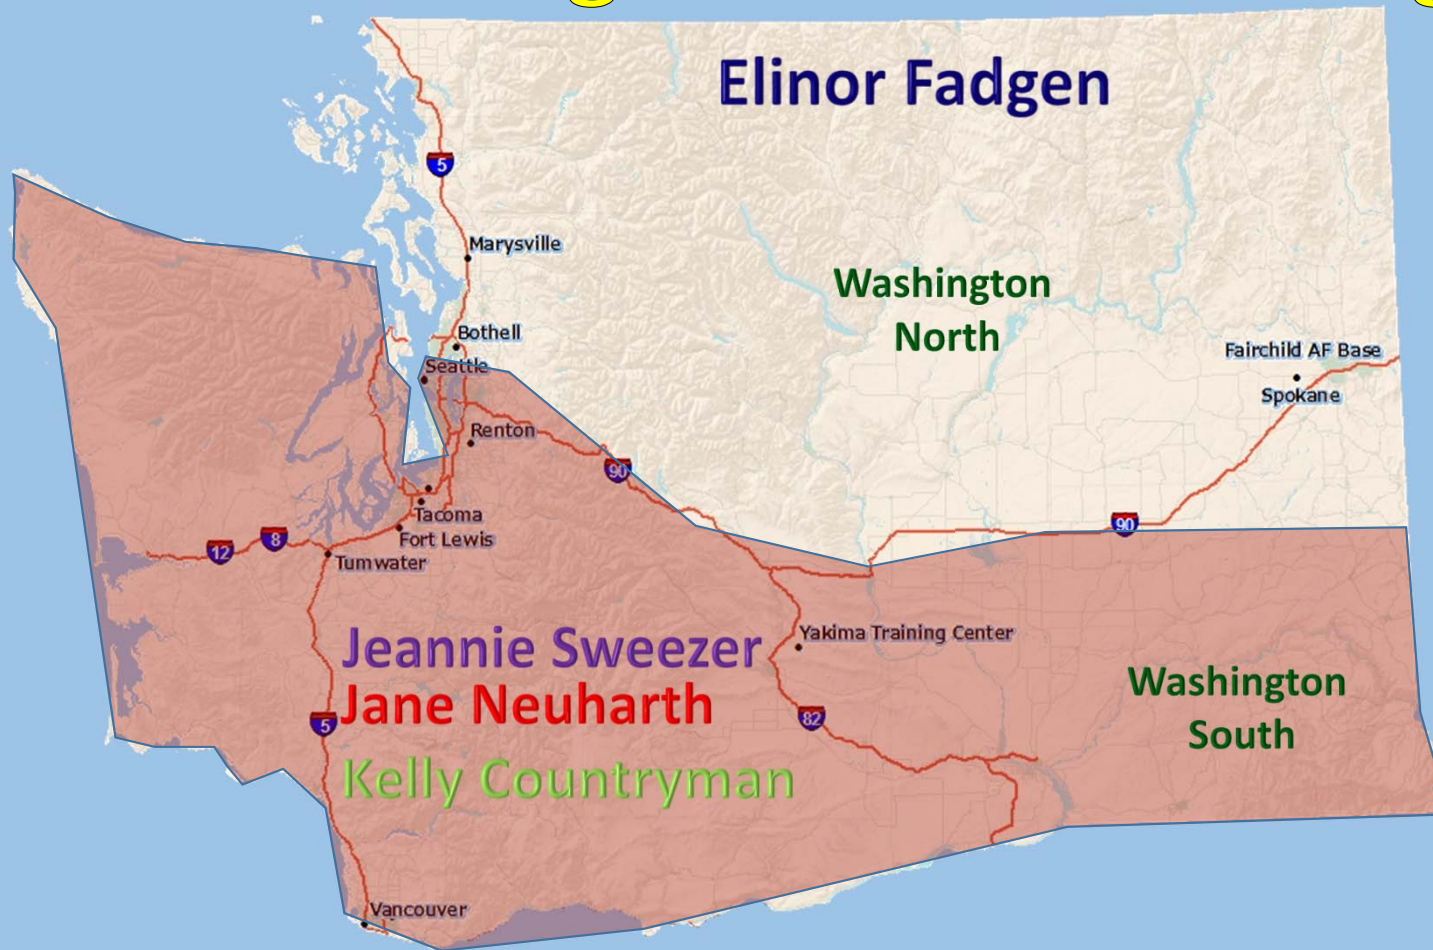 Elinor Fadgen
5
Marysville
Washington
North
Bothell
Fairchild AF Base
Seattle
Spokane
Renton
90
Tacoma
90
Fort Lewis
12
8
Tumwater
Jeannie Sweezer
Yakima Training Center
Jane Neuharth
Washington
South
5
82
Kelly Countryman
Vancouver